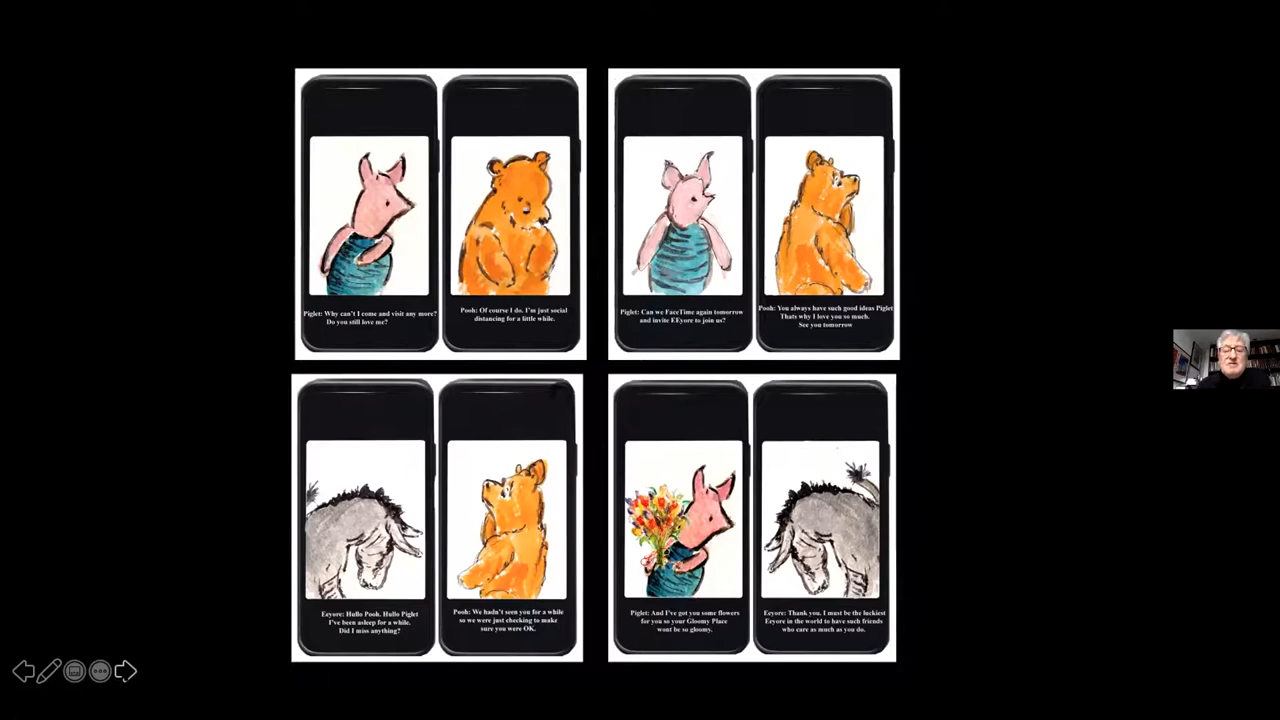 Piglet: Why can't I come and visit any more?
Do you still love me?
Pooh: Of course I do. I'm just social
distancing for a little while.
Piglet: Can we FaceTime again tomorrow
and invite EEyore to join us?
Pooh: You always have such good ideas Piglet
Thats why I love you so much.
See you tomorrow
Eeyore: Hullo Pooh. Hullo Piglet
I've been asleep for a while.
Did I miss anything?
Pooh: We hadn't seen you for a while
so we were just checking to make
sure you were OK.
Piglet: And I've got you some flowers
for you so your Gloomy Place
wont be so gloomy.
Eeyore: Thank you. I must be the luckiest
Eeyore in the world to have such friends
who care as much as you do.